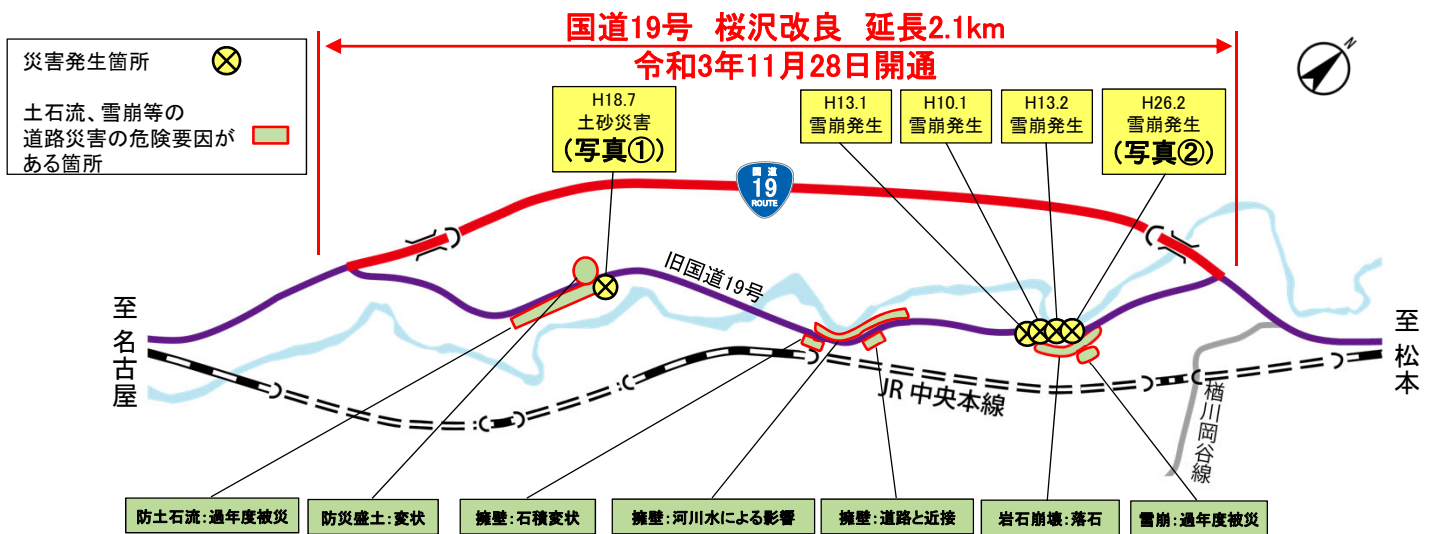 国道19号 桜沢改良 延長2.1km
令和3年11月28日開通
災害発生箇所
土石流、雪崩等の
道路災害の危険要因が
ある箇所
N
H18.7
土砂災害
(写真①)
H13.1
雪崩発生
H10.1
雪崩発生
H13.2
雪崩発生
H26.2
雪崩発生
(写真②)
国道
19
ROUTE
旧国道19号
至名古屋
至松本
JR中央本線
楢川岡谷線
防土石流:過年度被災
防災盛土:変状
擁壁:石積変状
擁壁:河川水による影響
擁壁:道路と近接
岩石崩壊:落石
雪崩:過年度被災